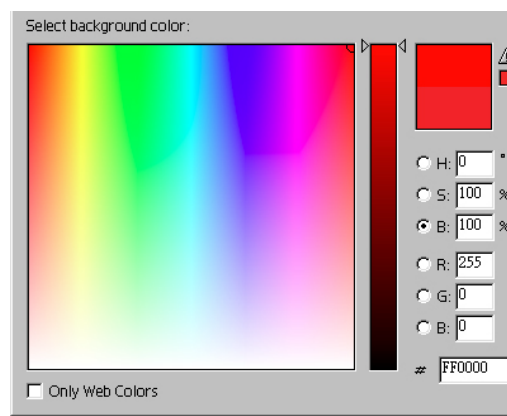 Select background color:
H: 0 °
S: 100 %
B: 100 %
R: 255
G: 0
B: 0
# FF0000
Only Web Colors